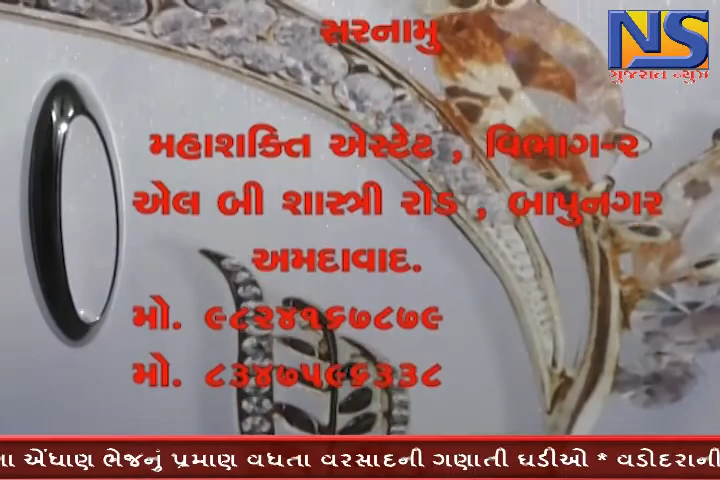 સરનામુ
NS
ગુજરાત ન્યુઝ
મહાશક્તિ એસ્ટેટ , વિભાગ-૨
એલ બી શાસ્ત્રી રોડ , બાપુનગર
અમદાવાદ.
મો. ૯૮૨૪૧૬૭૮૭૯
મો. ૮૩૪૭૫૯૬૩૩૮
ના એંધાણ ભેજનું પ્રમાણ વધતા વરસાદની ગણાતી ઘડીઓ * વડોદરાની